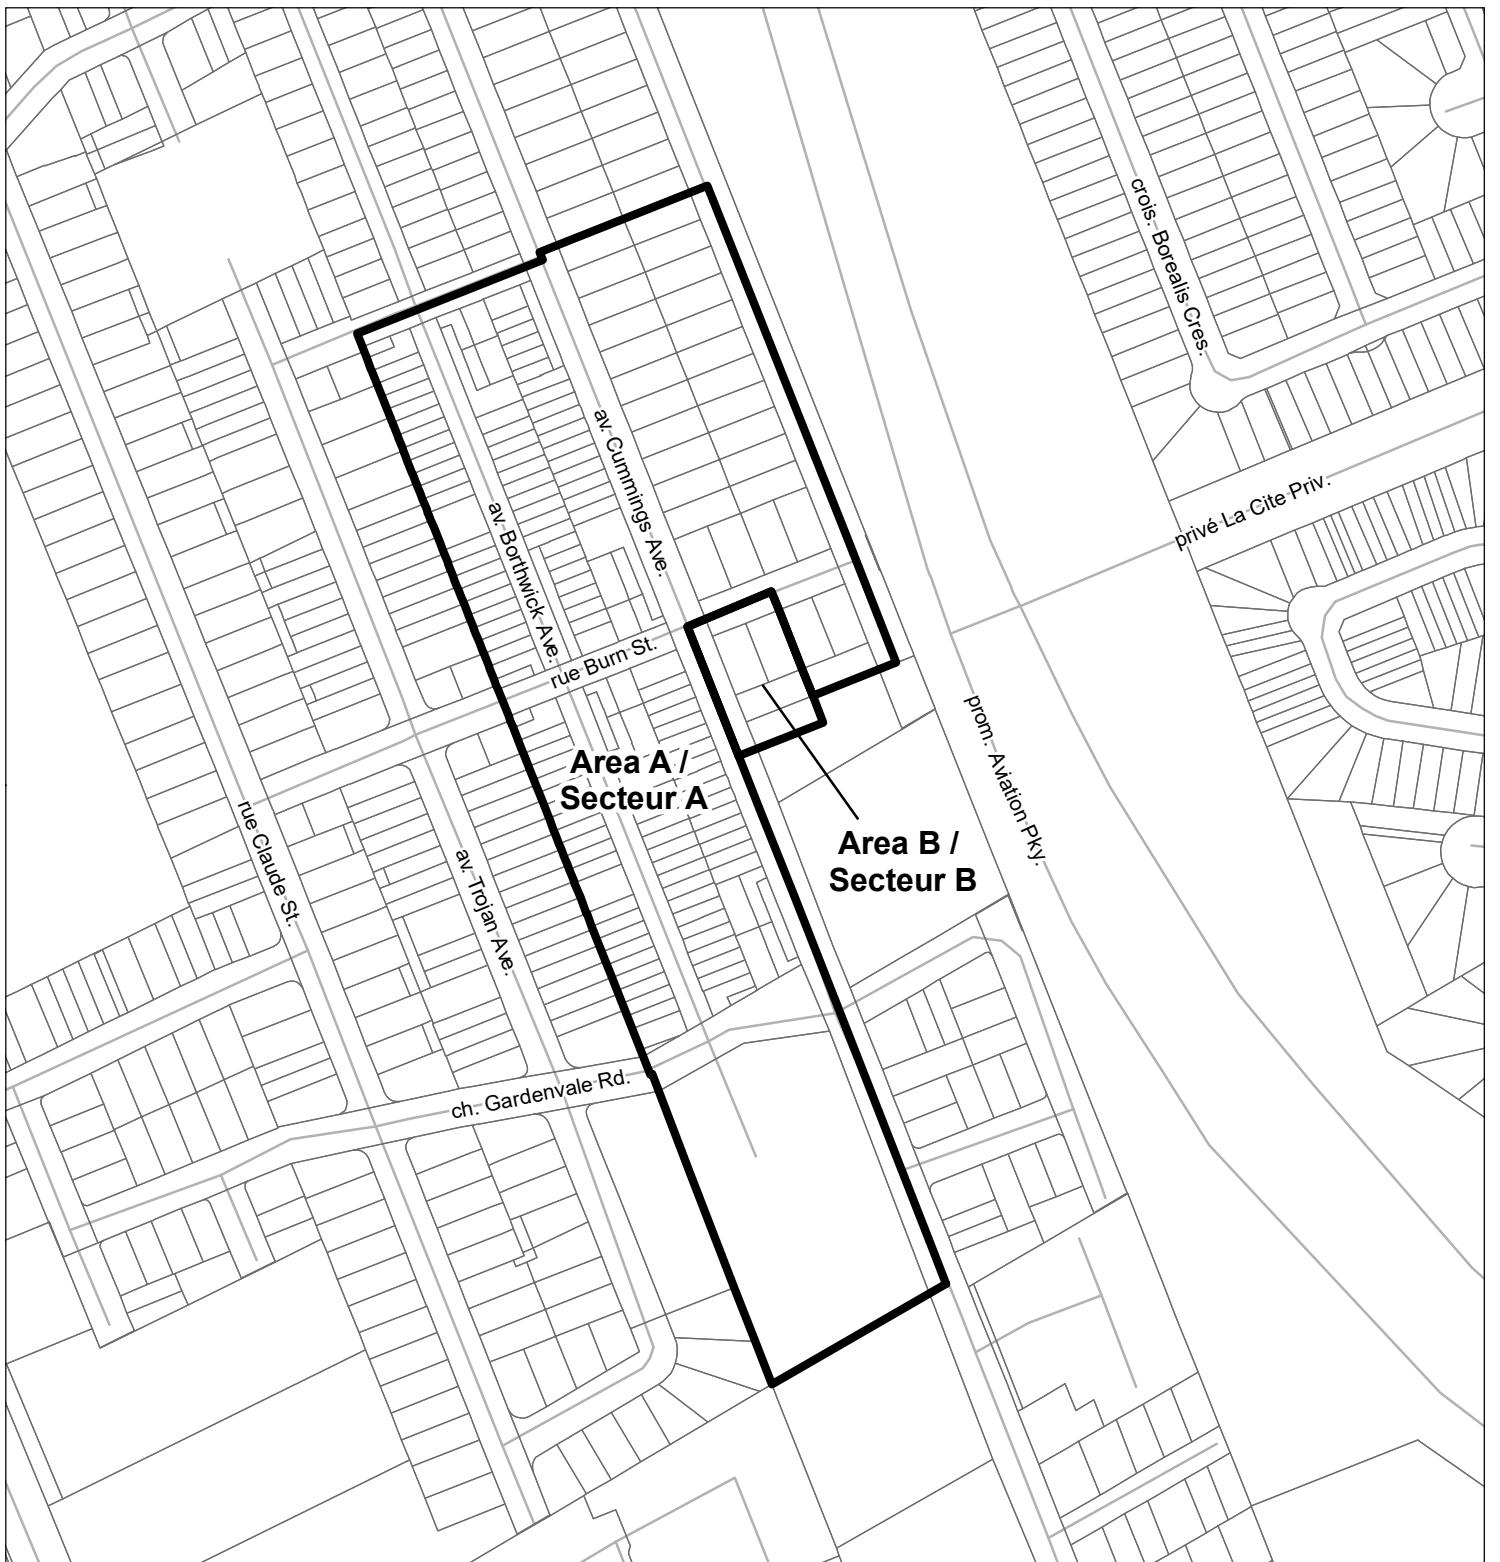 crois. Borealis Cres.
av. Cummings Ave.
privé La Cite Priv.
av. Borthwick Ave.
rue Burn St.
prom. Aviation Pky.
Area A /
Secteur A
rue Claude St.
av. Trojan Ave.
Area B /
Secteur B
ch. Gardenvale Rd.